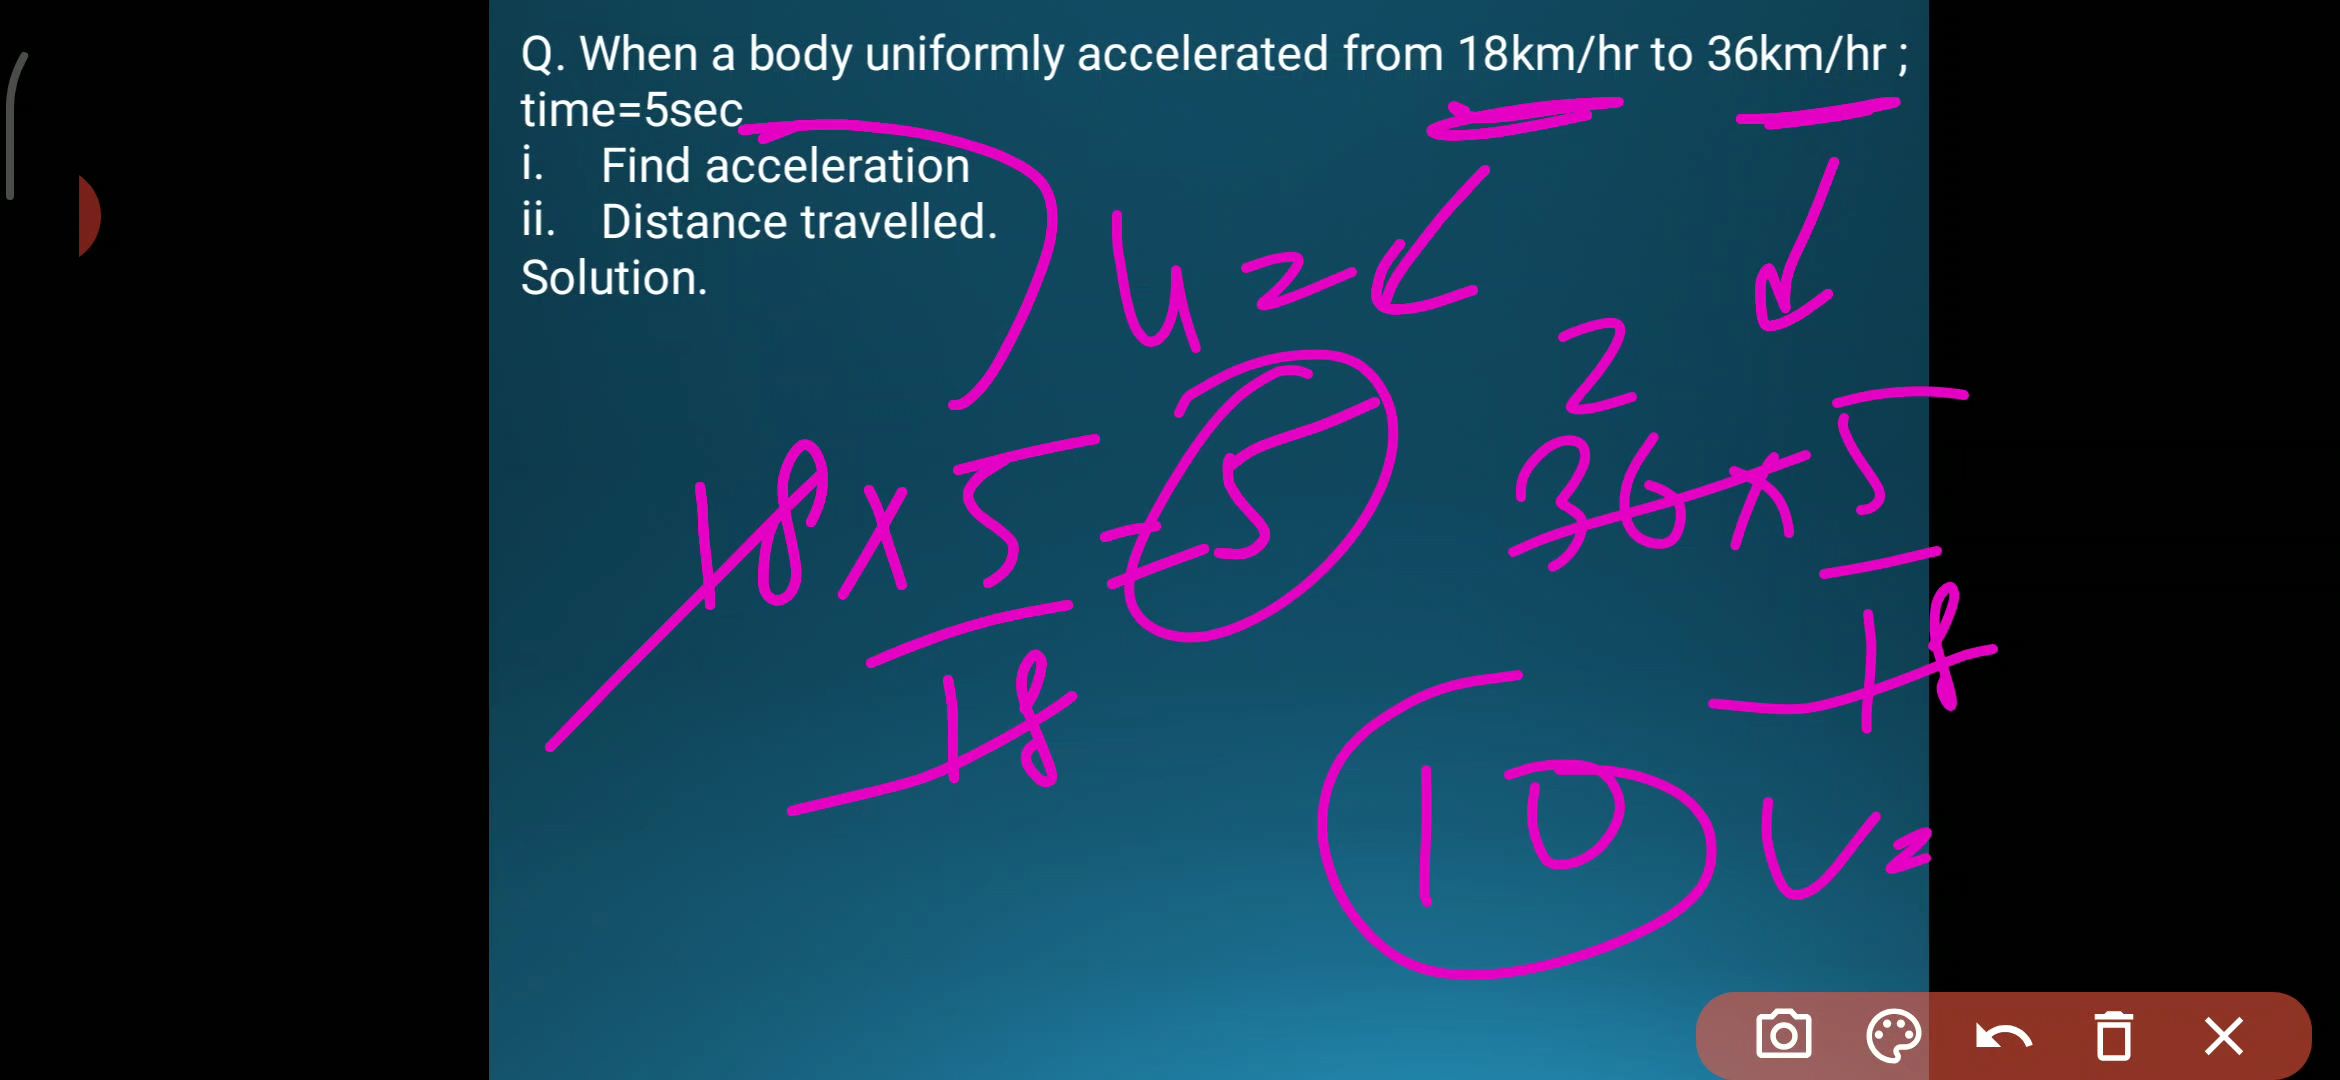 Q. When a body uniformly accelerated from 18km/hr to 36km/hr ;
time=5sec
i. Find acceleration
ii. Distance travelled.
Solution.
u =
2
18 x 5 = 5
36 x 5
18
18
10 v =